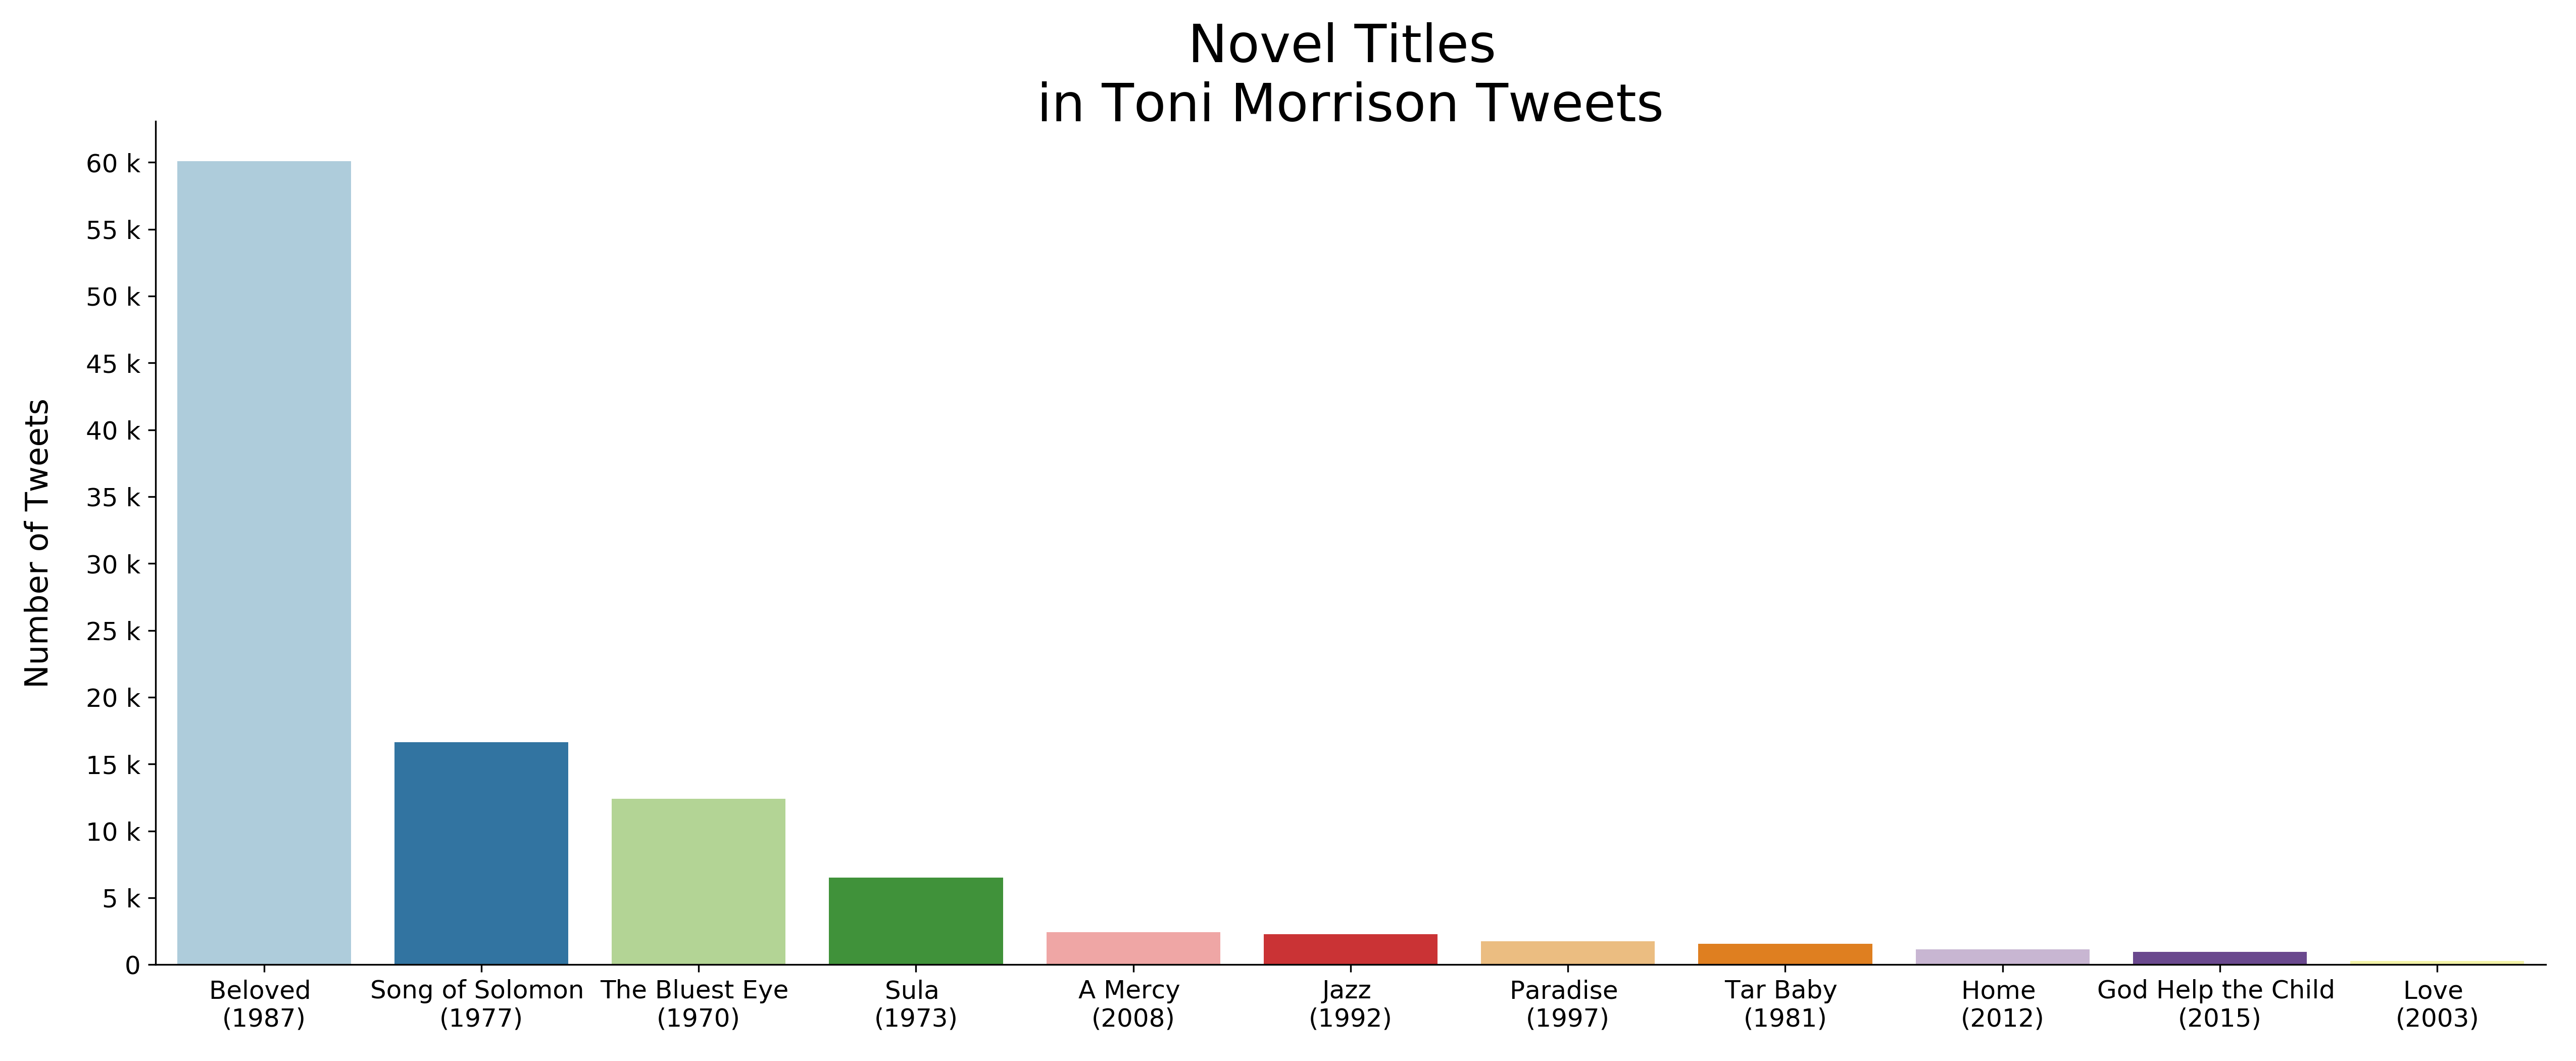 Novel Titles
in Toni Morrison Tweets
Number of Tweets
60 k
55 k
50 k
45 k
40 k
35 k
30 k
25 k
20 k
15 k
10 k
5 k
0
Beloved
(1987)
Song of Solomon
(1977)
The Bluest Eye
(1970)
Sula
(1973)
A Mercy
(2008)
Jazz
(1992)
Paradise
(1997)
Tar Baby
(1981)
Home
(2012)
God Help the Child
(2015)
Love
(2003)